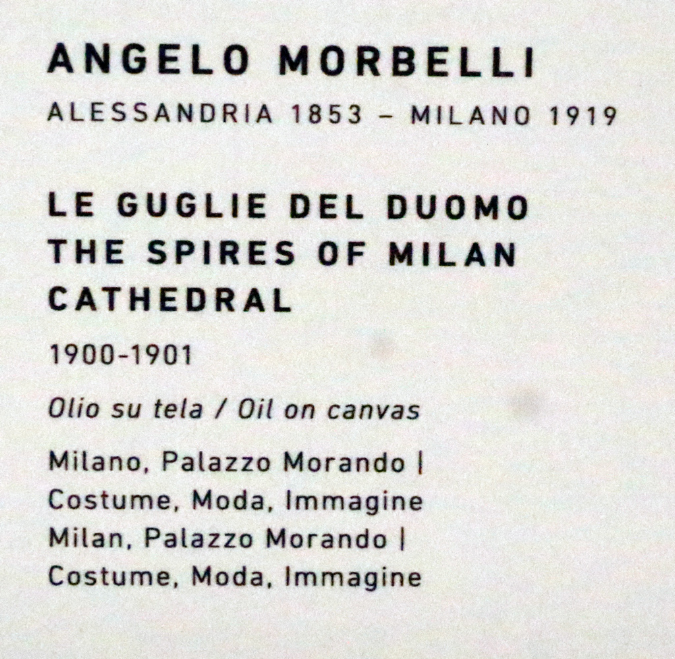 ANGELO MORBELLI
ALESSANDRIA 1853 – MILANO 1919
LE GUGLIE DEL DUOMO
THE SPIRES OF MILAN
CATHEDRAL
1900-1901
Olio su tela / Oil on canvas
Milano, Palazzo Morando |
Costume, Moda, Immagine
Milan, Palazzo Morando |
Costume, Moda, Immagine